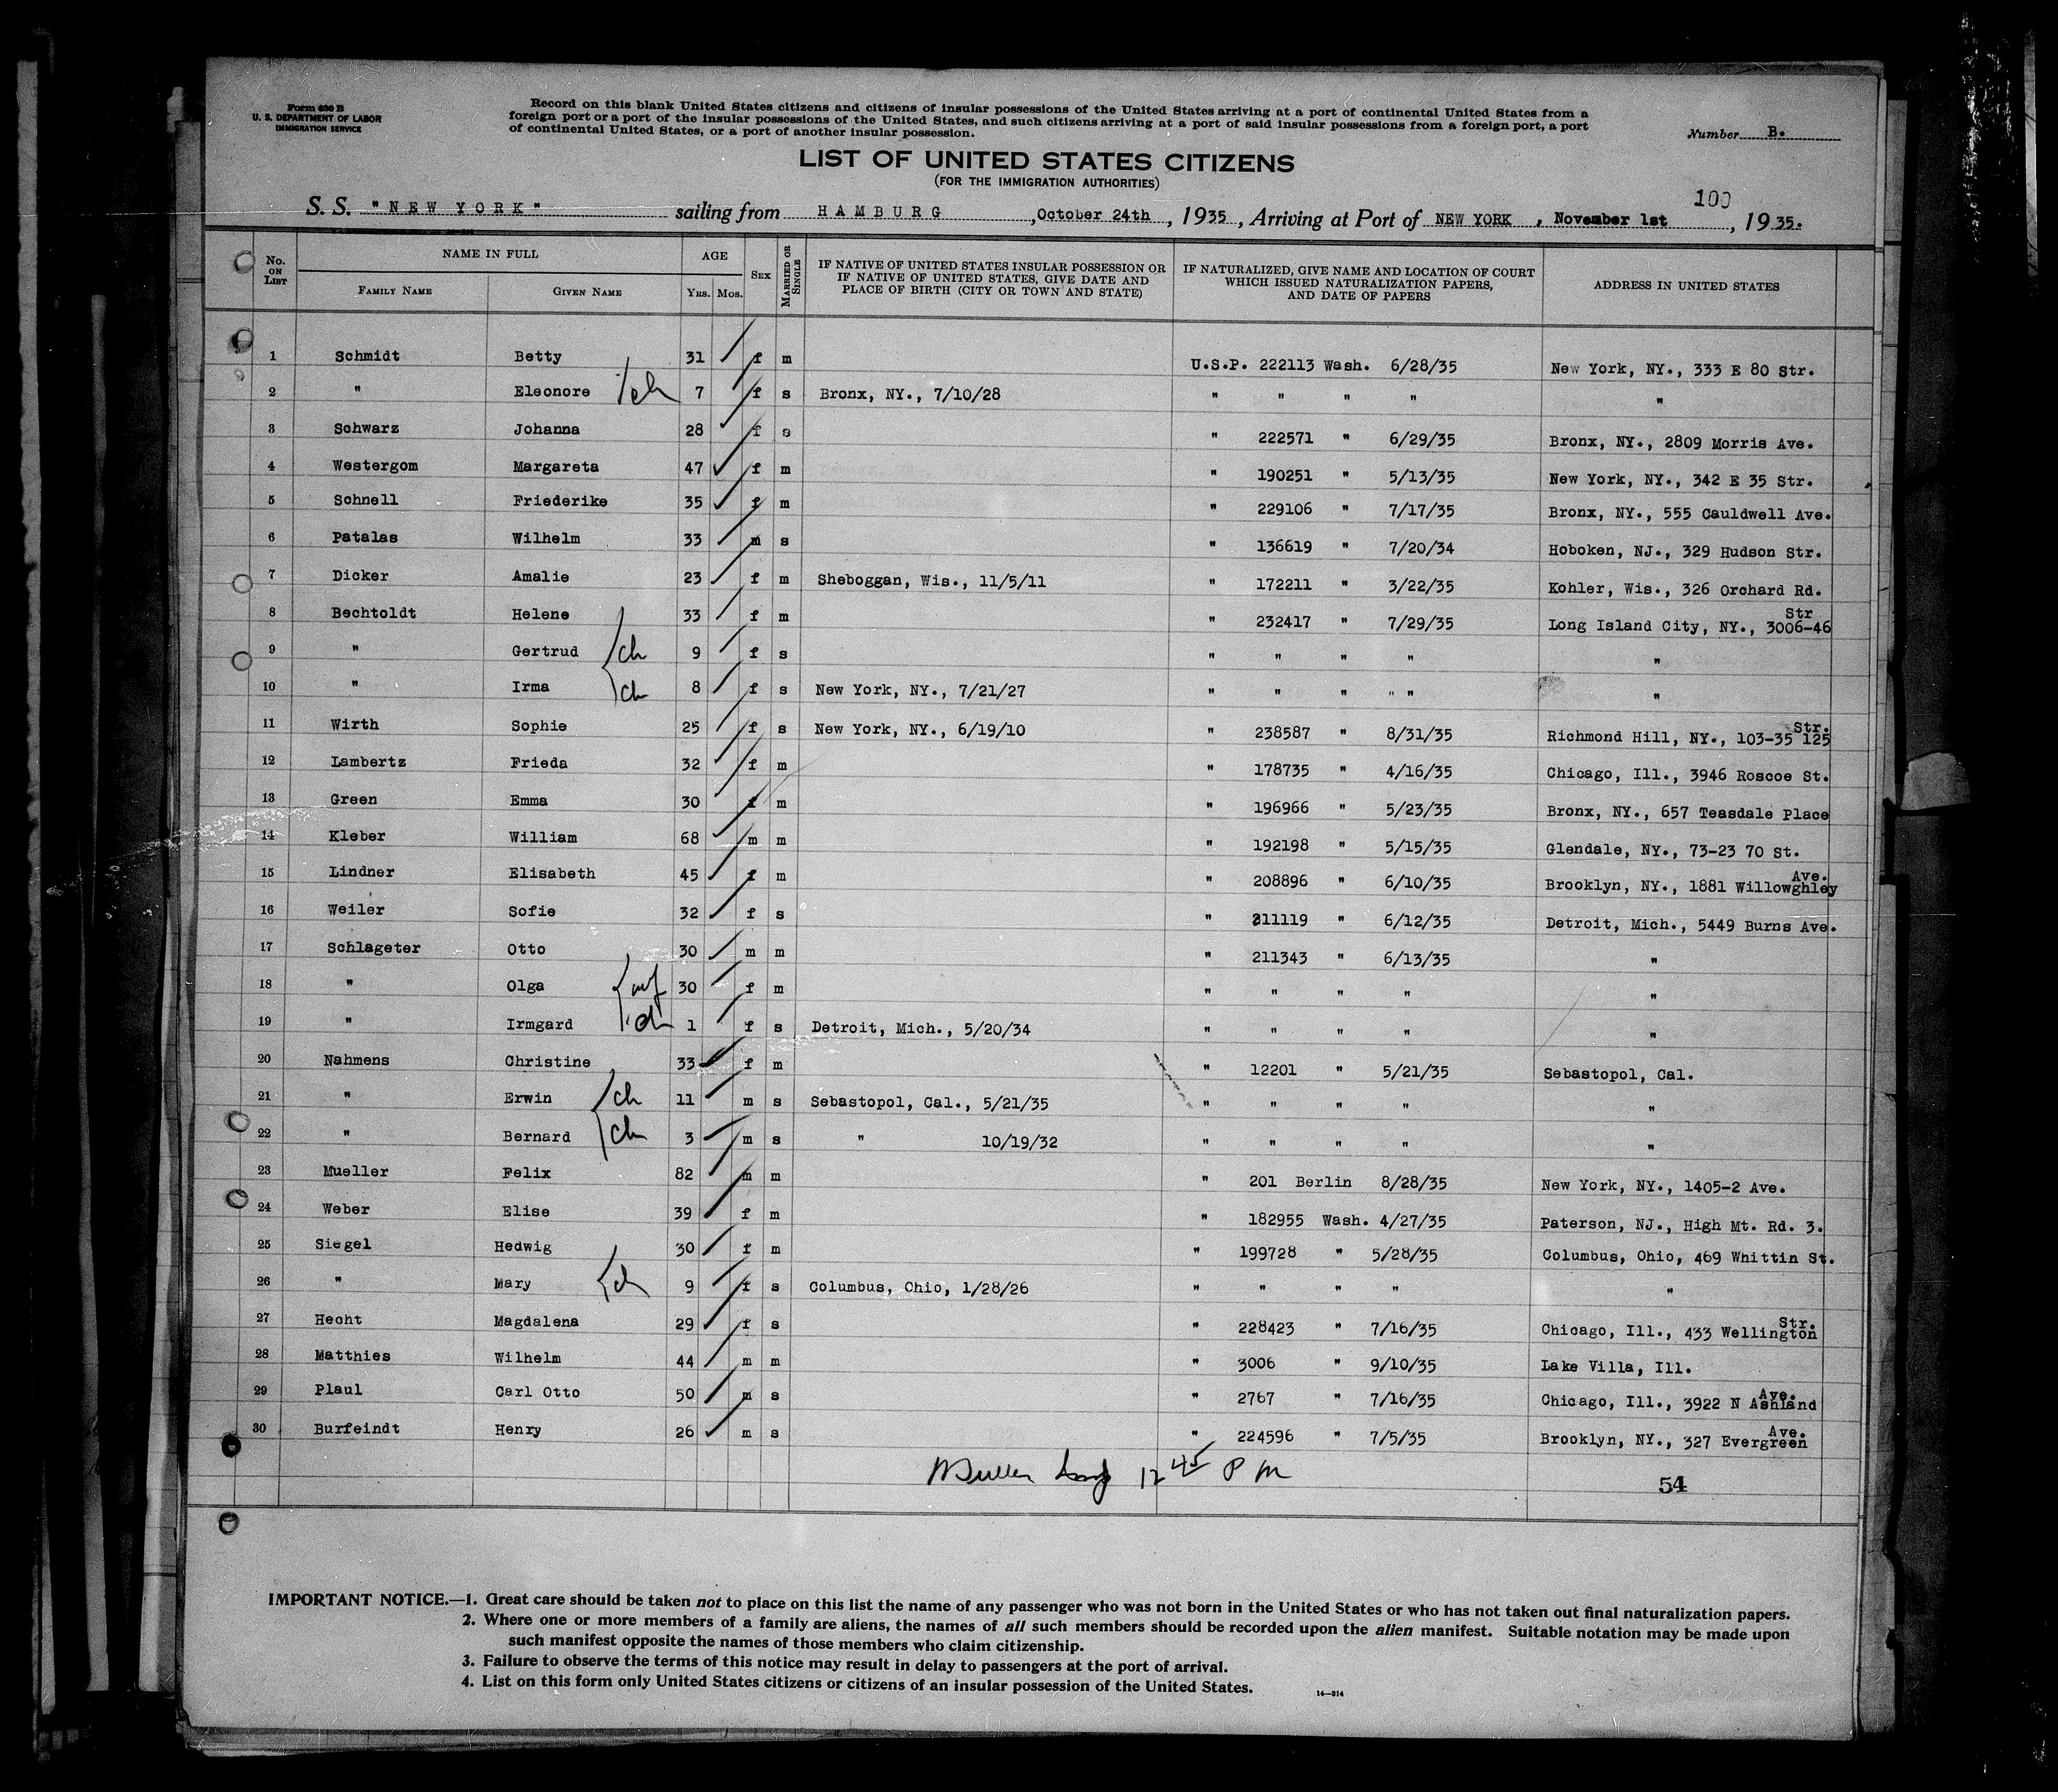 Form 630 B
U. S. DEPARTMENT OF LABOR
IMMIGRATION SERVICE
Record on this blank United States citizens and citizens of insular possessions of the United States arriving at a port of continental United States from a
foreign port or a port of the insular possessions of the United States, and such citizens arriving at a port of said insular possessions from a foreign port, a port
of continental United States, or a port of another insular possession.
Number B.
LIST OF UNITED STATES CITIZENS
(FOR THE IMMIGRATION AUTHORITIES)
100
S. S. "NEW YORK" sailing from HAMBURG, October 24th, 1935, Arriving at Port of NEW YORK, November 1st, 1935.
No. ON LIST NAME IN FULL FAMILY NAME GIVEN NAME AGE YRS. MOS. SEX MARRIED OR SINGLE IF NATIVE OF UNITED STATES INSULAR POSSESSION OR IF NATIVE OF UNITED STATES, GIVE DATE AND PLACE OF BIRTH (CITY OR TOWN AND STATE) IF NATURALIZED, GIVE NAME AND LOCATION OF COURT WHICH ISSUED NATURALIZATION PAPERS, AND DATE OF PAPERS ADDRESS IN UNITED STATES
1 Schmidt Betty 31 f m U.S.P. 222113 Wash. 6/28/35 New York, NY., 333 E 80 Str.
2 " Eleonore ch 7 f s Bronx, NY., 7/10/28 " " " " "
3 Schwarz Johanna 28 f s " 222571 " 6/29/35 Bronx, NY., 2809 Morris Ave.
4 Westergom Margareta 47 f m " 190251 " 5/13/35 New York, NY., 342 E 35 Str.
5 Schnell Friederike 35 f m " 229106 " 7/17/35 Bronx, NY., 555 Cauldwell Ave.
6 Patalas Wilhelm 33 m s " 136619 " 7/20/34 Hoboken, NJ., 329 Hudson Str.
7 Dicker Amalie 23 f m Sheboggan, Wis., 11/5/11 " 172211 " 3/22/35 Kohler, Wis., 326 Orchard Rd.
8 Bechtoldt Helene 33 f m " 232417 " 7/29/35 Long Island City, NY., 3006-46 Str
9 " Gertrud ch 9 f s " " " " "
10 " Irma ch 8 f s New York, NY., 7/21/27 " " " " " "
11 Wirth Sophie 25 f s New York, NY., 6/19/10 " 238587 " 8/31/35 Richmond Hill, NY., 103-35 125 Str.
12 Lambertz Frieda 32 f m " 178735 " 4/16/35 Chicago, Ill., 3946 Roscoe St.
13 Green Emma 30 f m " 196966 " 5/23/35 Bronx, NY., 657 Teasdale Place
14 Kleber William 68 m m " 192198 " 5/15/35 Glendale, NY., 73-23 70 St.
15 Lindner Elisabeth 45 f m " 208896 " 6/10/35 Brooklyn, NY., 1881 Willowghley Ave.
16 Weiler Sofie 32 f s " 211119 " 6/12/35 Detroit, Mich., 5449 Burns Ave.
17 Schlageter Otto 30 m m " 211343 " 6/13/35 "
18 " Olga wf 30 f m " " " " "
19 " Irmgard ch 1 f s Detroit, Mich., 5/20/34 " " " " "
20 Nahmens Christine 33 f m " 12201 " 5/21/35 Sebastopol, Cal.
21 " Erwin ch 11 m s Sebastopol, Cal., 5/21/35 " " " " "
22 " Bernard ch 3 m s " 10/19/32 " " " " "
23 Mueller Felix 82 m m " 201 Berlin 8/28/35 New York, NY., 1405-2 Ave.
24 Weber Elise 39 f m " 182955 Wash. 4/27/35 Paterson, NJ., High Mt. Rd. 3.
25 Siegel Hedwig 30 f m " 199728 " 5/28/35 Columbus, Ohio, 469 Whittin St.
26 " Mary ch 9 f s Columbus, Ohio, 1/28/26 " " " " "
27 Hecht Magdalena 29 f s " 228423 " 7/16/35 Chicago, Ill., 433 Wellington Str.
28 Matthies Wilhelm 44 m m " 3006 " 9/10/35 Lake Villa, Ill.
29 Plaul Carl Otto 50 m s " 2767 " 7/16/35 Chicago, Ill., 3922 N Ashland Ave.
30 Burfeindt Henry 26 m s " 224596 " 7/5/35 Brooklyn, NY., 327 Evergreen Ave.
12 45 P M
54
IMPORTANT NOTICE.—1. Great care should be taken not to place on this list the name of any passenger who was not born in the United States or who has not taken out final naturalization papers.
2. Where one or more members of a family are aliens, the names of all such members should be recorded upon the alien manifest. Suitable notation may be made upon
such manifest opposite the names of those members who claim citizenship.
3. Failure to observe the terms of this notice may result in delay to passengers at the port of arrival.
4. List on this form only United States citizens or citizens of an insular possession of the United States.
14—314